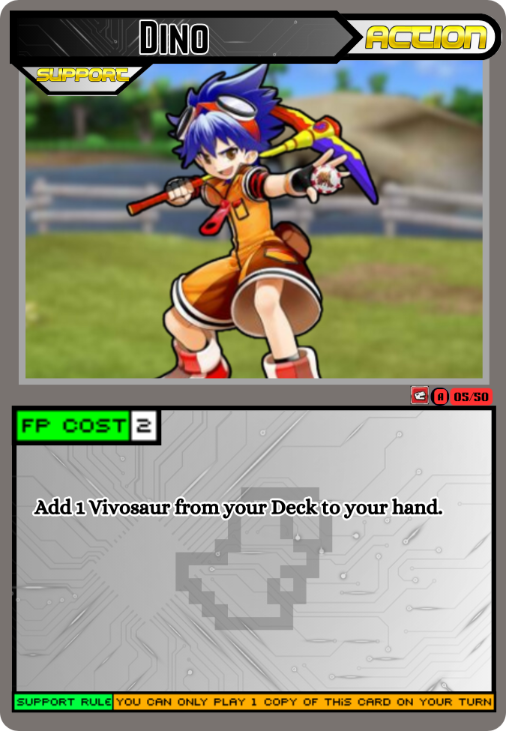 DINO
ACTION
SUPPORT
A 05/50
FP COST 2
Add 1 Vivosaur from your Deck to your hand.
SUPPORT RULE YOU CAN ONLY PLAY 1 COPY OF THIS CARD ON YOUR TURN